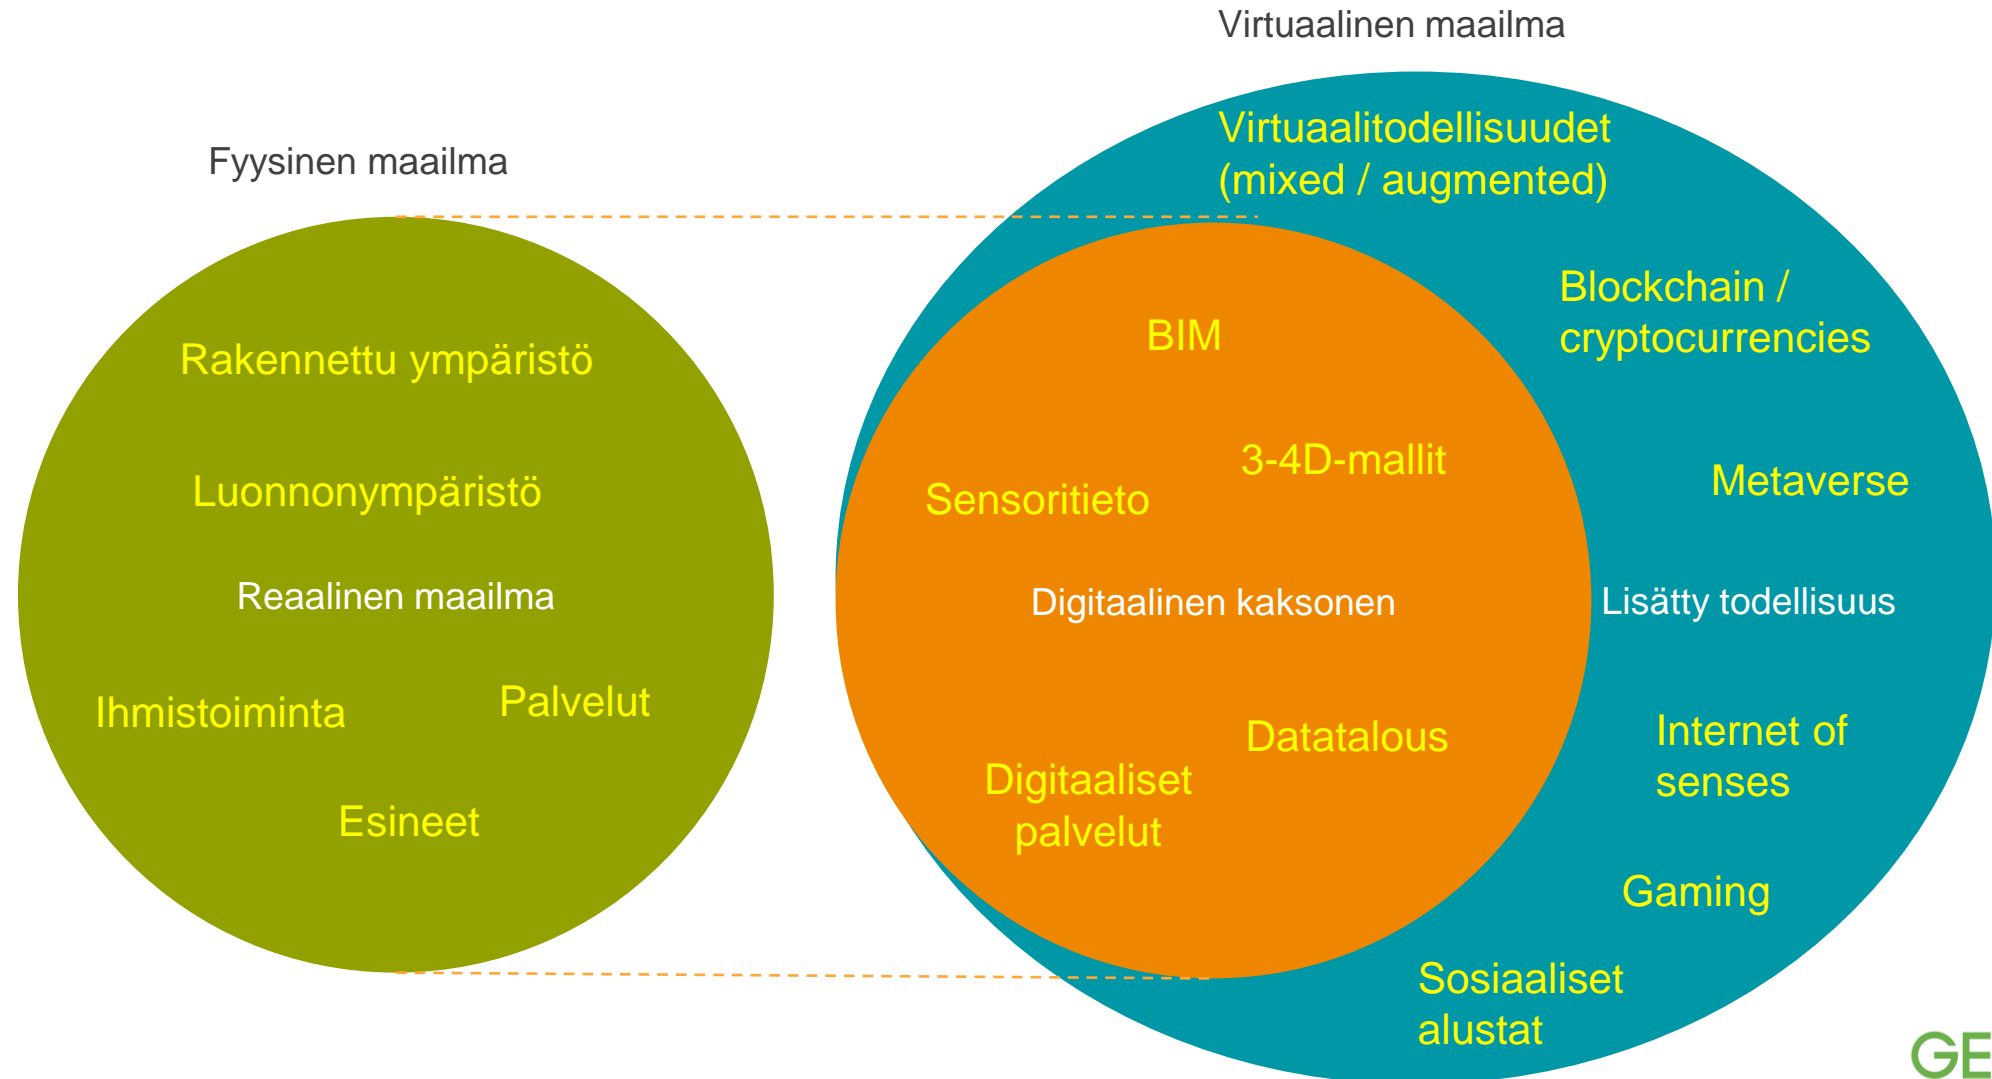 Virtuaalinen maailma
Fyysinen maailma
Rakennettu ympäristö
Luonnonympäristö
Reaalinen maailma
Ihmistoiminta
Palvelut
Esineet
BIM
3-4D-mallit
Sensoritieto
Digitaalinen kaksonen
Datatalous
Digitaaliset
palvelut
Virtuaalitodellisuudet
(mixed / augmented)
Blockchain /
cryptocurrencies
Metaverse
Lisätty todellisuus
Internet of
senses
Gaming
Sosiaaliset
alustat
GE